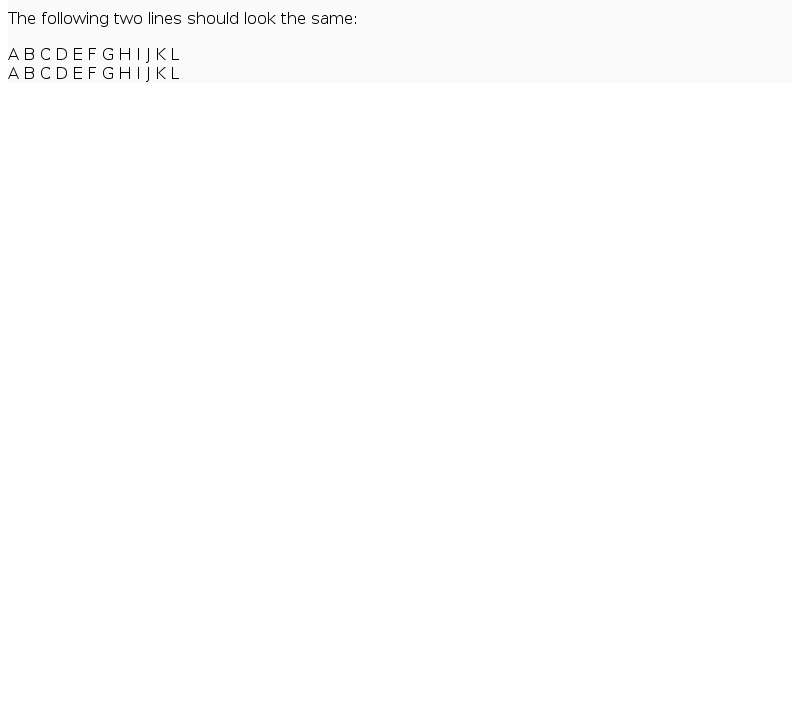 The following two lines should look the same:
A B C D E F G H I J K L
A B C D E F G H I J K L